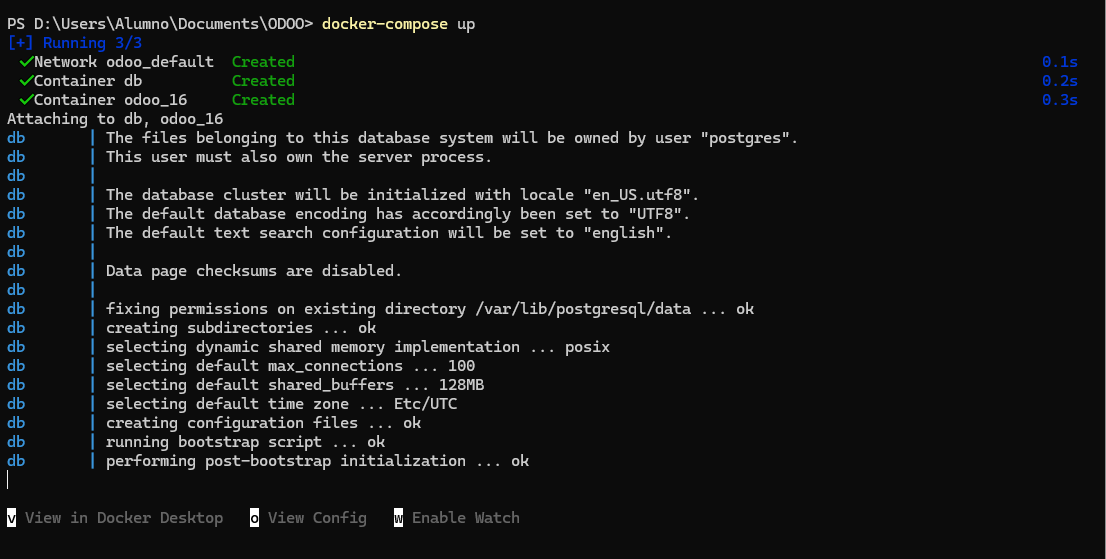 PS D:\Users\Alumno\Documents\ODOO> docker-compose up
[+] Running 3/3
✓Network odoo_default Created 0.1s
✓Container db Created 0.2s
✓Container odoo_16 Created 0.3s
Attaching to db, odoo_16
db | The files belonging to this database system will be owned by user "postgres".
db | This user must also own the server process.
db |
db | The database cluster will be initialized with locale "en_US.utf8".
db | The default database encoding has accordingly been set to "UTF8".
db | The default text search configuration will be set to "english".
db |
db | Data page checksums are disabled.
db |
db | fixing permissions on existing directory /var/lib/postgresql/data ... ok
db | creating subdirectories ... ok
db | selecting dynamic shared memory implementation ... posix
db | selecting default max_connections ... 100
db | selecting default shared_buffers ... 128MB
db | selecting default time zone ... Etc/UTC
db | creating configuration files ... ok
db | running bootstrap script ... ok
db | performing post-bootstrap initialization ... ok
v View in Docker Desktop o View Config w Enable Watch